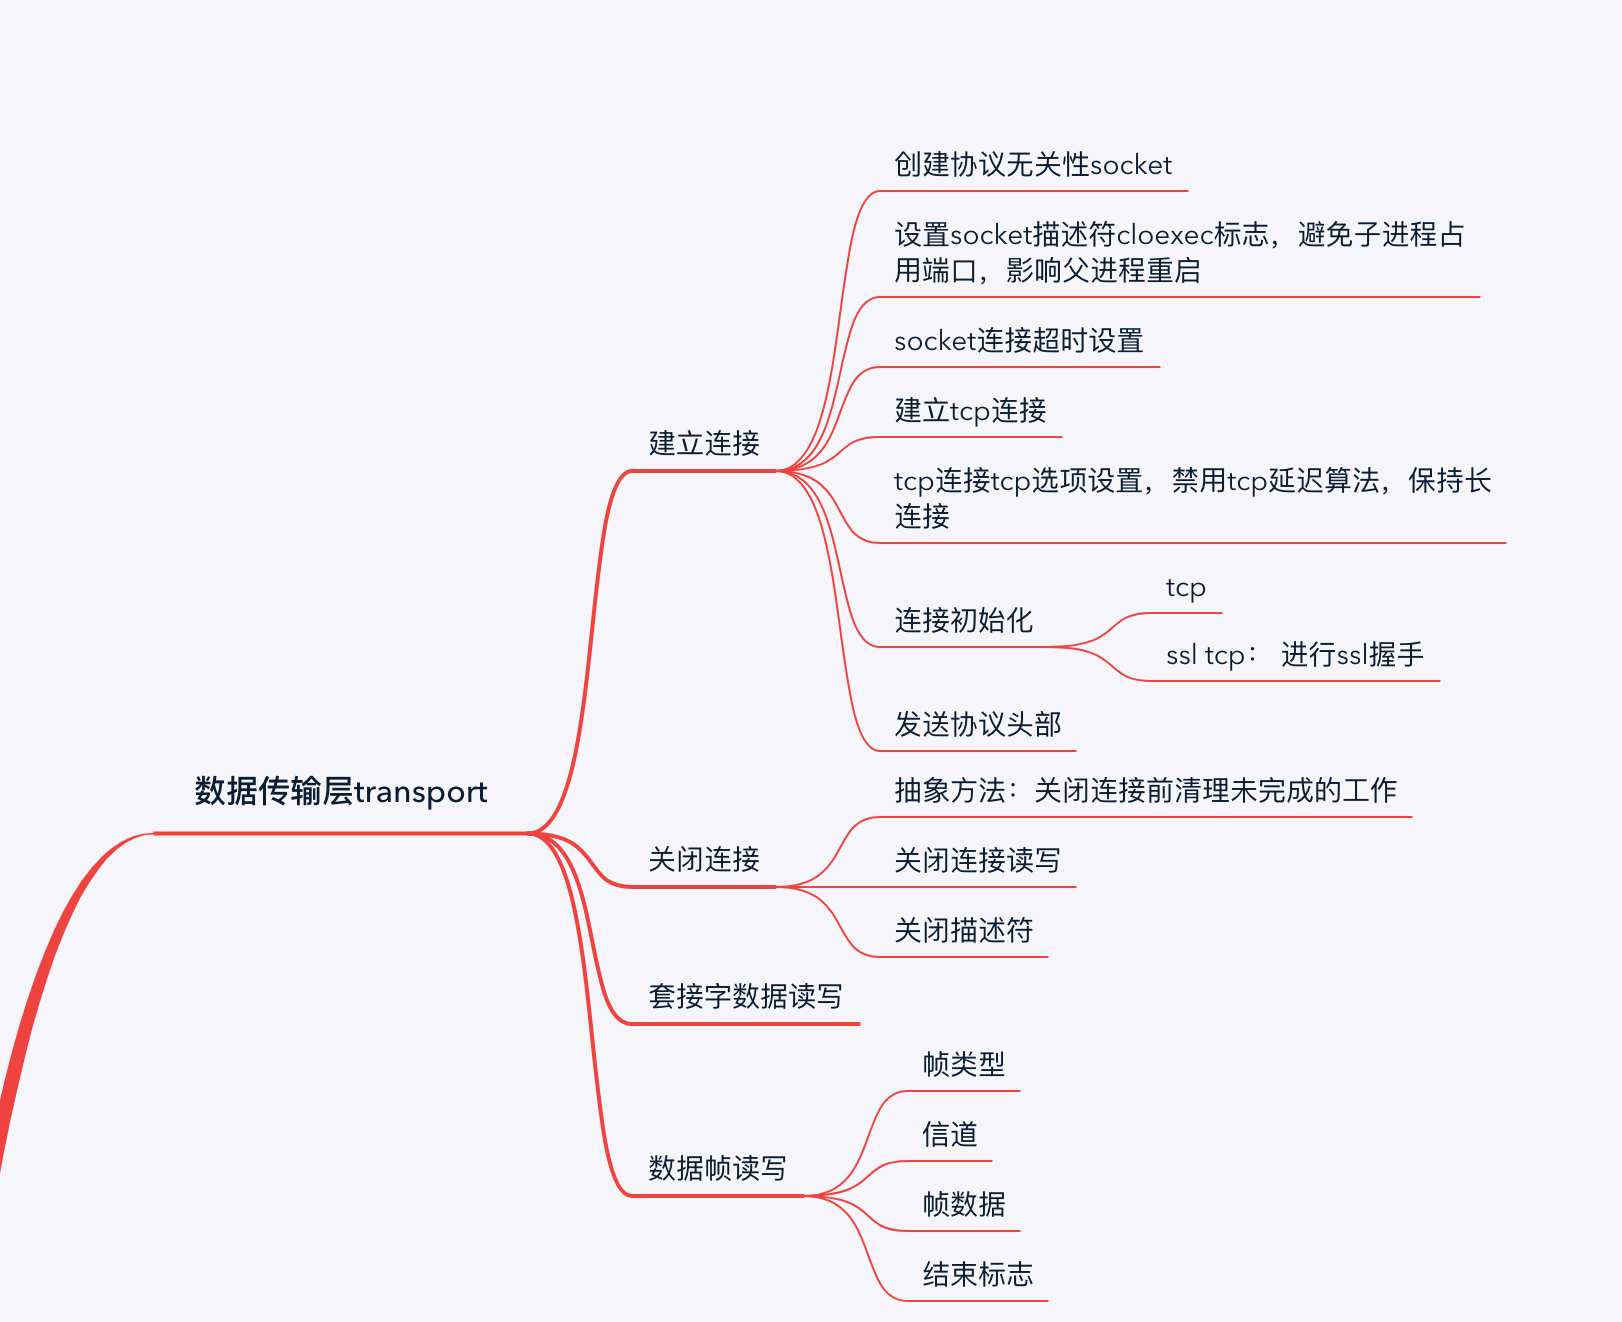 创建协议无关性socket
设置socket描述符cloexec标志，避免子进程占
用端口，影响父进程重启
socket连接超时设置
建立tcp连接
建立连接
tcp连接tcp选项设置，禁用tcp延迟算法，保持长
连接
tcp
连接初始化
ssl tcp： 进行ssl握手
发送协议头部
数据传输层transport
抽象方法：关闭连接前清理未完成的工作
关闭连接
关闭连接读写
关闭描述符
套接字数据读写
帧类型
信道
数据帧读写
帧数据
结束标志